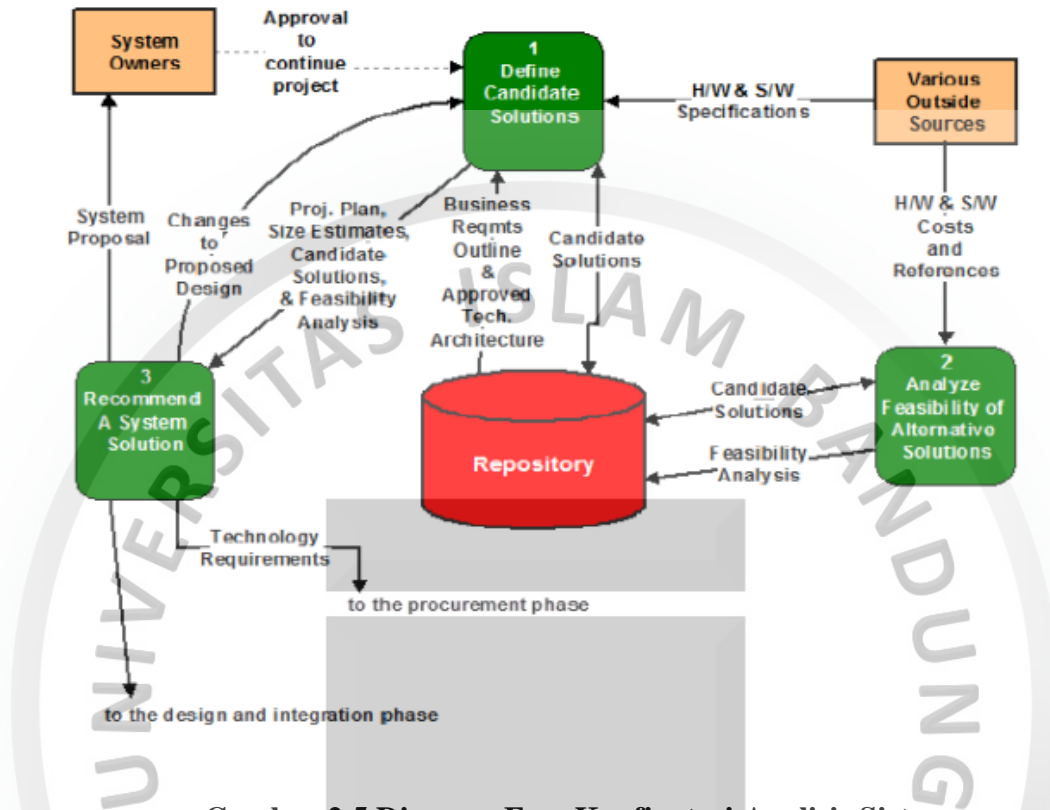 System
Owners
Approval
to
continue
project
1
Define
Candidate
Solutions
H/W & S/W
Specifications
Various
Outside
Sources
System
Proposal
Changes
to
Proposed
Design
Proj. Plan,
Size Estimates,
Candidate
Solutions,
& Feasibility
Analysis
Business
Reqmts
Outline
&
Approved
Tech.
Architecture
Candidate
Solutions
H/W & S/W
Costs
and
References
3
Recommend
A System
Solution
Repository
Candidate
Solutions
Feasibility
Analysis
2
Analyze
Feasibility of
Alternative
Solutions
Technology
Requirements
to the procurement phase
to the design and integration phase
UNIVERSITAS ISLAM BANDUNG
2.5 Analisis